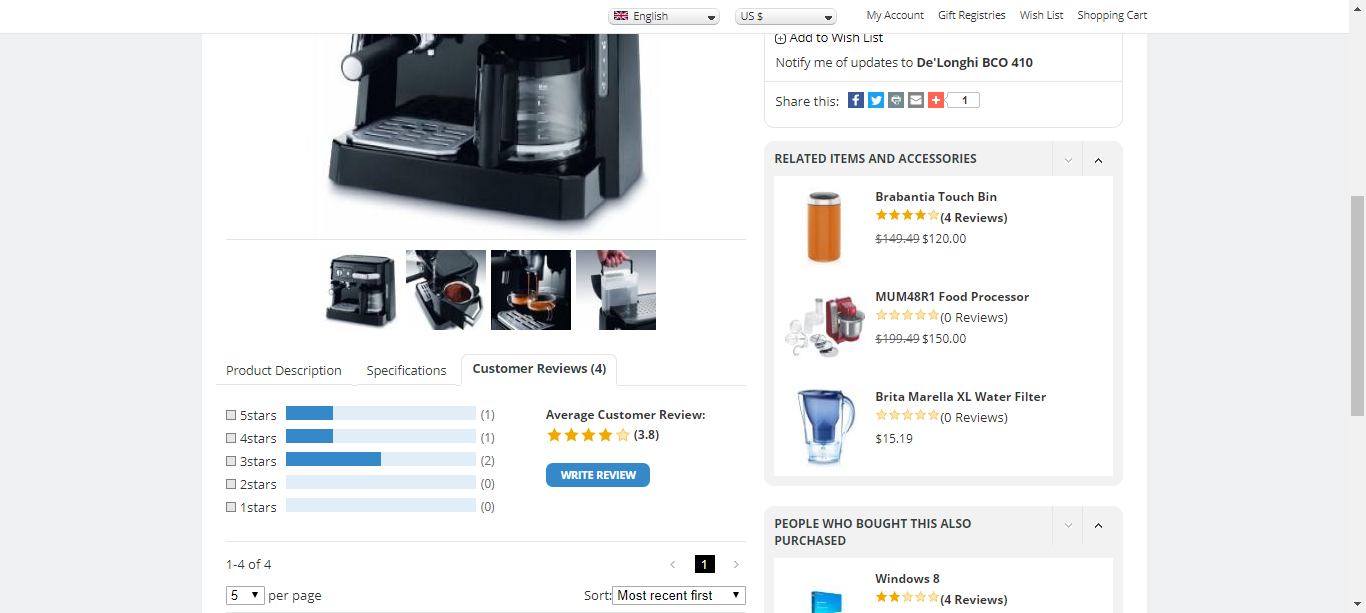 English
US $
My Account
Gift Registries
Wish List
Shopping Cart
Add to Wish List
Notify me of updates to De'Longhi BCO 410
Share this:
1
Product Description
Specifications
Customer Reviews (4)
5stars (1)
4stars (1)
3stars (2)
2stars (0)
1stars (0)
Average Customer Review:
(3.8)
WRITE REVIEW
1-4 of 4
1
5 per page
Sort: Most recent first
RELATED ITEMS AND ACCESSORIES
Brabantia Touch Bin
(4 Reviews)
$149.49 $120.00
MUM48R1 Food Processor
(0 Reviews)
$199.49 $150.00
Brita Marella XL Water Filter
(0 Reviews)
$15.19
PEOPLE WHO BOUGHT THIS ALSO
PURCHASED
Windows 8
(4 Reviews)